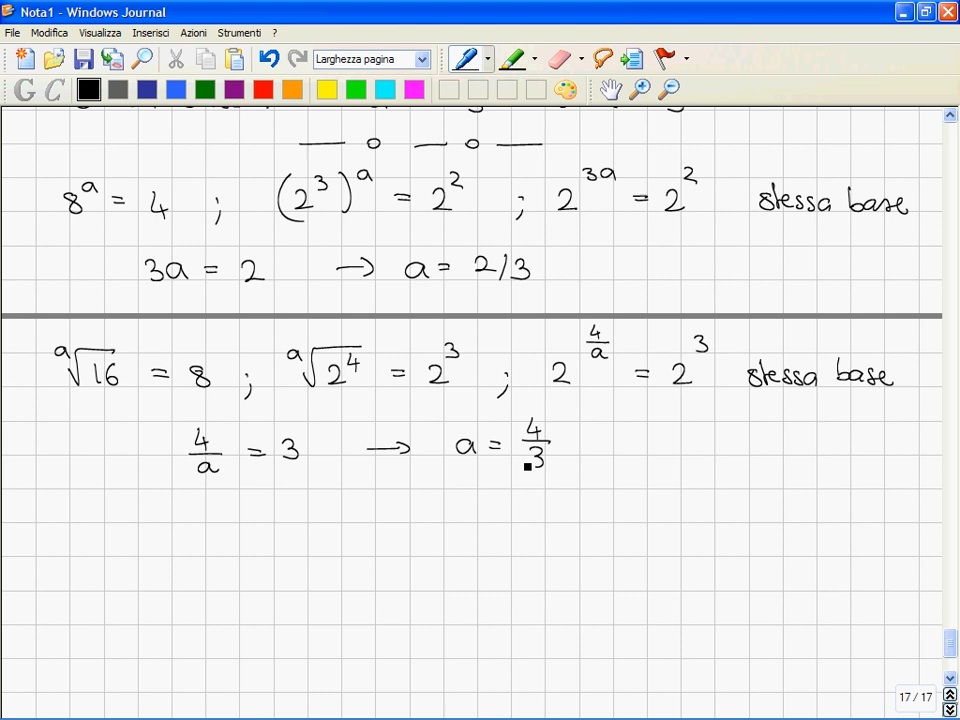 Nota1 - Windows Journal
File Modifica Visualizza Inserisci Azioni Strumenti ?
Larghezza pagina
G C
8^a = 4 ; (2^3)^a = 2^2 ; 2^{3a} = 2^2 stessa base
3a = 2 → a = 2/3
^a√16 = 8 ; ^a√2^4 = 2^3 ; 2^{4/a} = 2^3 stessa base
4/a = 3 → a = 4/3
17 / 17